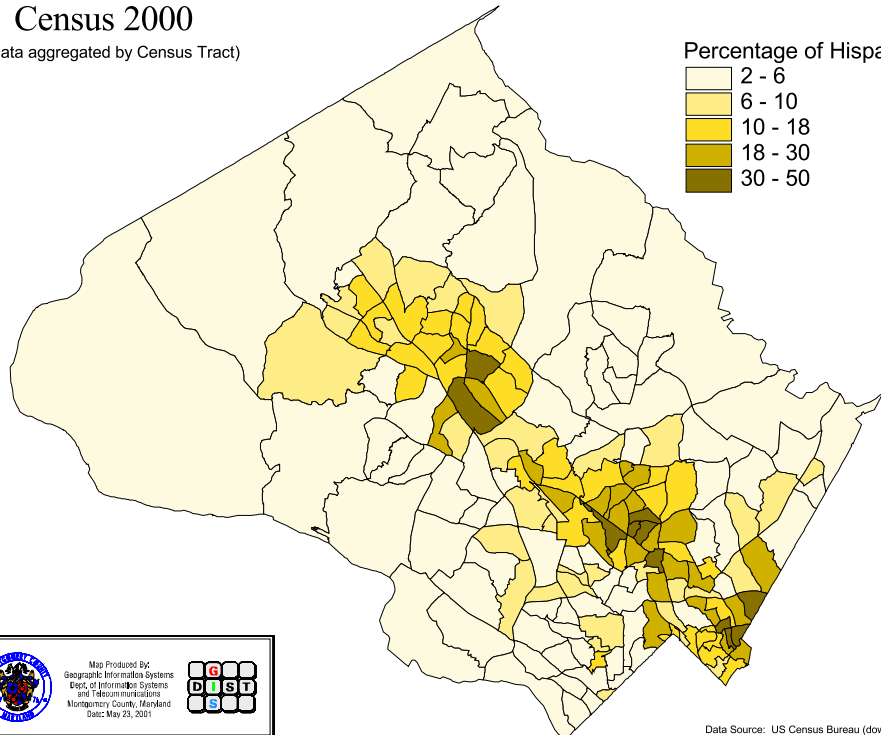 Census 2000
ata aggregated by Census Tract)
Percentage of Hispa
2 - 6
6 - 10
10 - 18
18 - 30
30 - 50
Map Produced By:
Geographic Information Systems
Dept. of Information Systems
and Telecommunications
Montgomery County, Maryland
Date: May 23, 2001
G
D I S T
S
MARYLAND
Data Source: US Census Bureau (dow